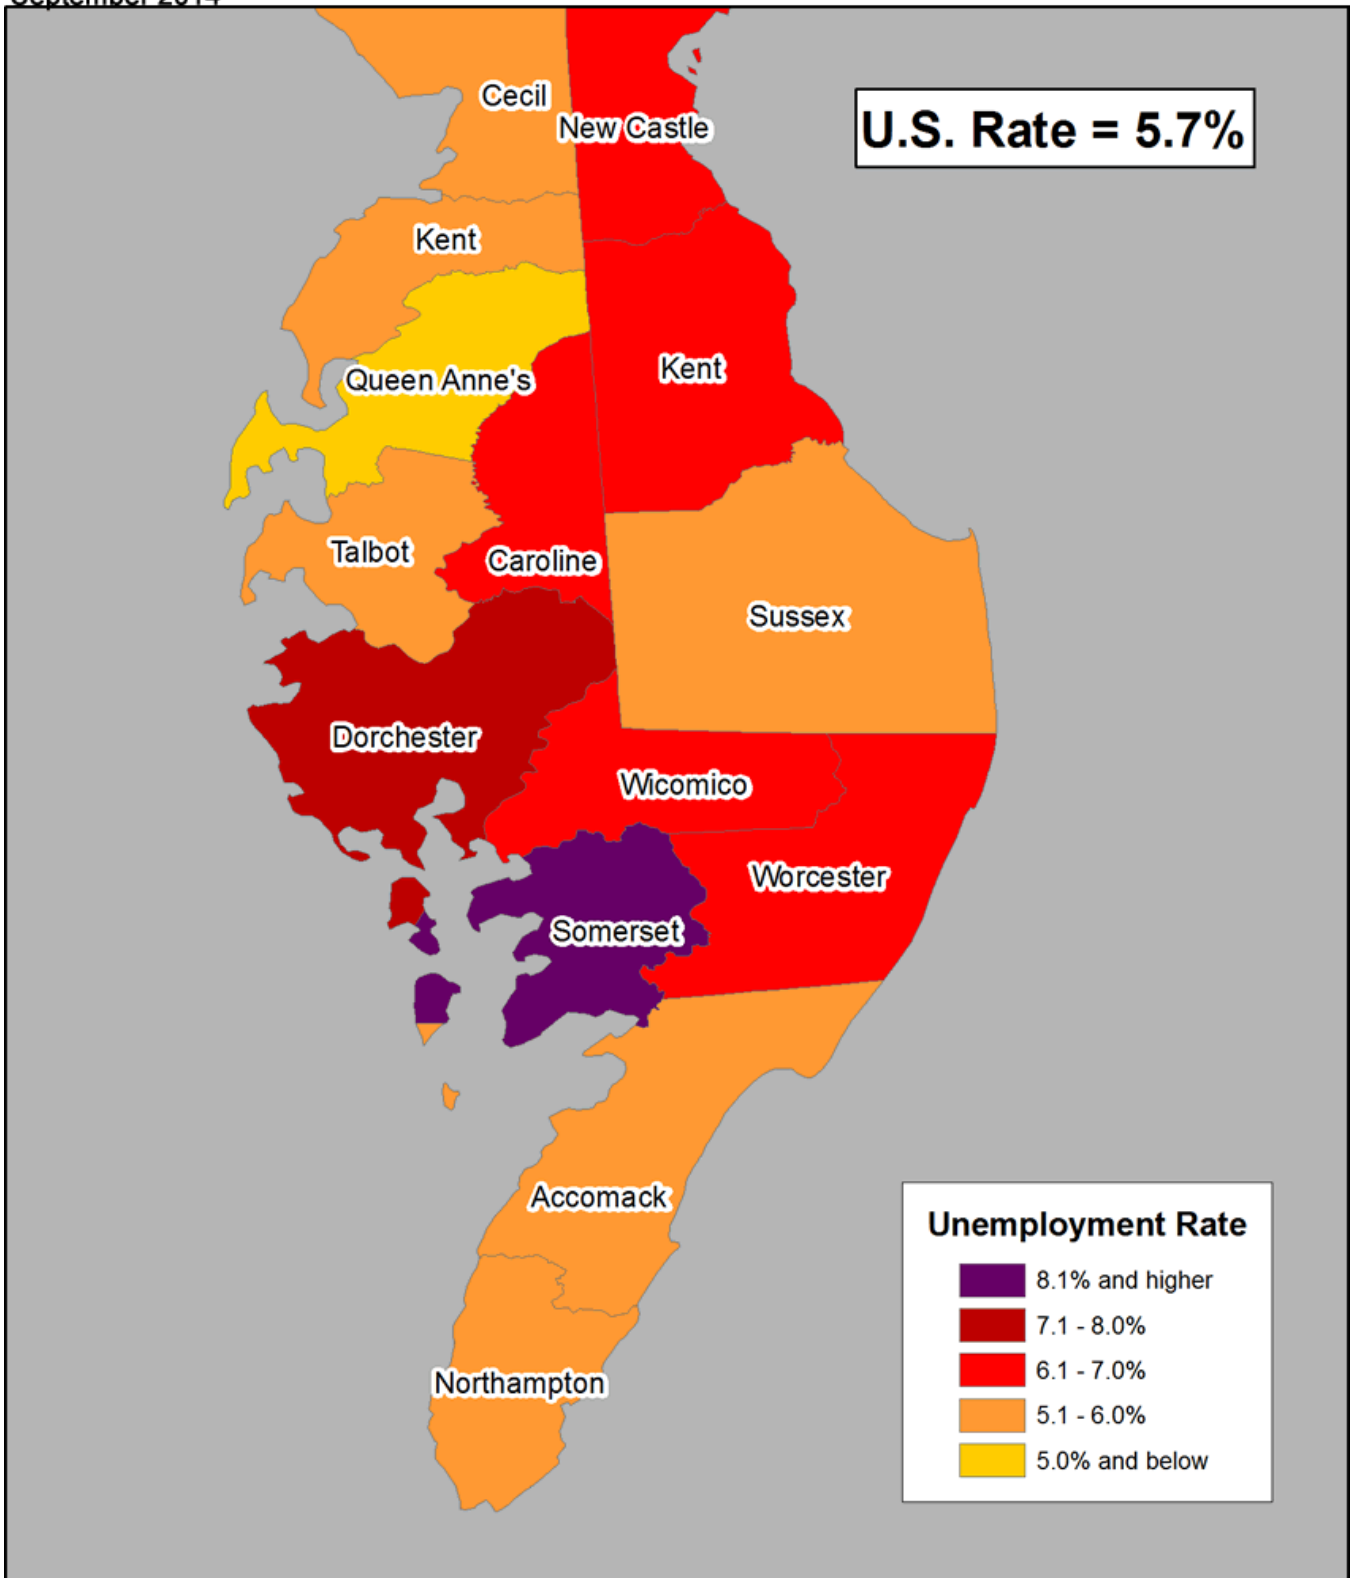 September 2014
U.S. Rate = 5.7%
Cecil
New Castle
Kent
Kent
Queen Anne's
Talbot
Caroline
Sussex
Dorchester
Wicomico
Worcester
Somerset
Accomack
Northampton
Unemployment Rate
8.1% and higher
7.1 - 8.0%
6.1 - 7.0%
5.1 - 6.0%
5.0% and below